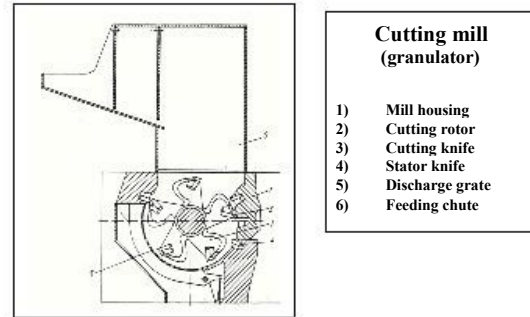 Cutting mill
(granulator)
1) Mill housing
2) Cutting rotor
3) Cutting knife
4) Stator knife
5) Discharge grate
6) Feeding chute